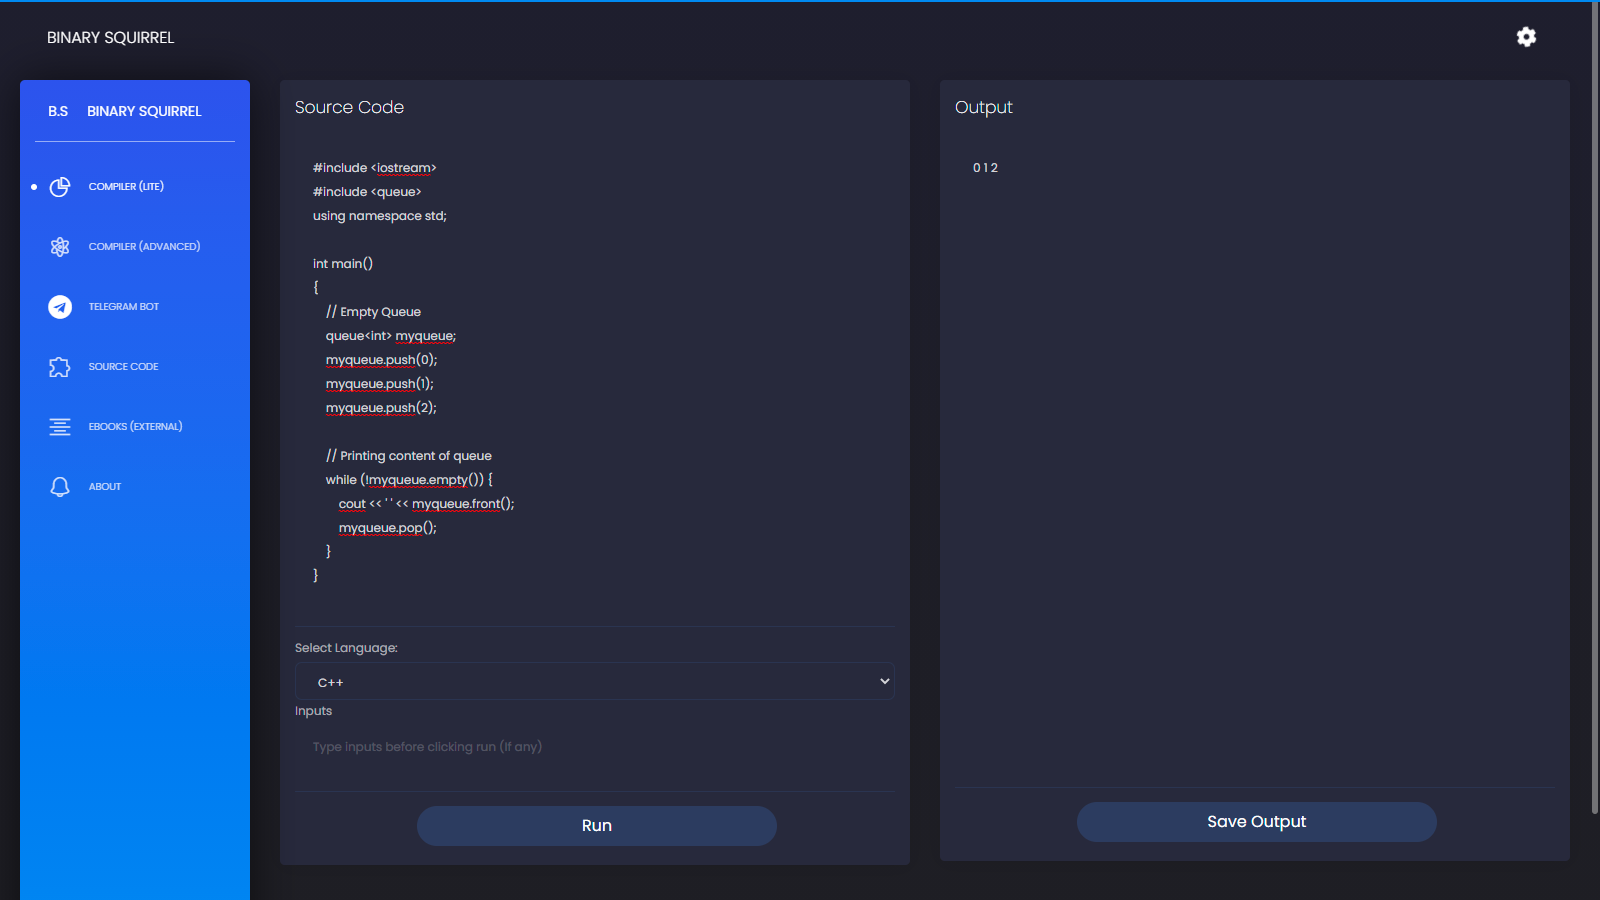 BINARY SQUIRREL
B.S BINARY SQUIRREL
COMPILER (LITE)
COMPILER (ADVANCED)
TELEGRAM BOT
SOURCE CODE
EBOOKS (EXTERNAL)
ABOUT
Source Code
#include <iostream>
#include <queue>
using namespace std;
int main()
{
// Empty Queue
queue<int> myqueue;
myqueue.push(0);
myqueue.push(1);
myqueue.push(2);
// Printing content of queue
while (!myqueue.empty()) {
cout << ' ' << myqueue.front();
myqueue.pop();
}
}
Select Language:
C++
Inputs
Type inputs before clicking run (If any)
Run
Output
0 1 2
Save Output